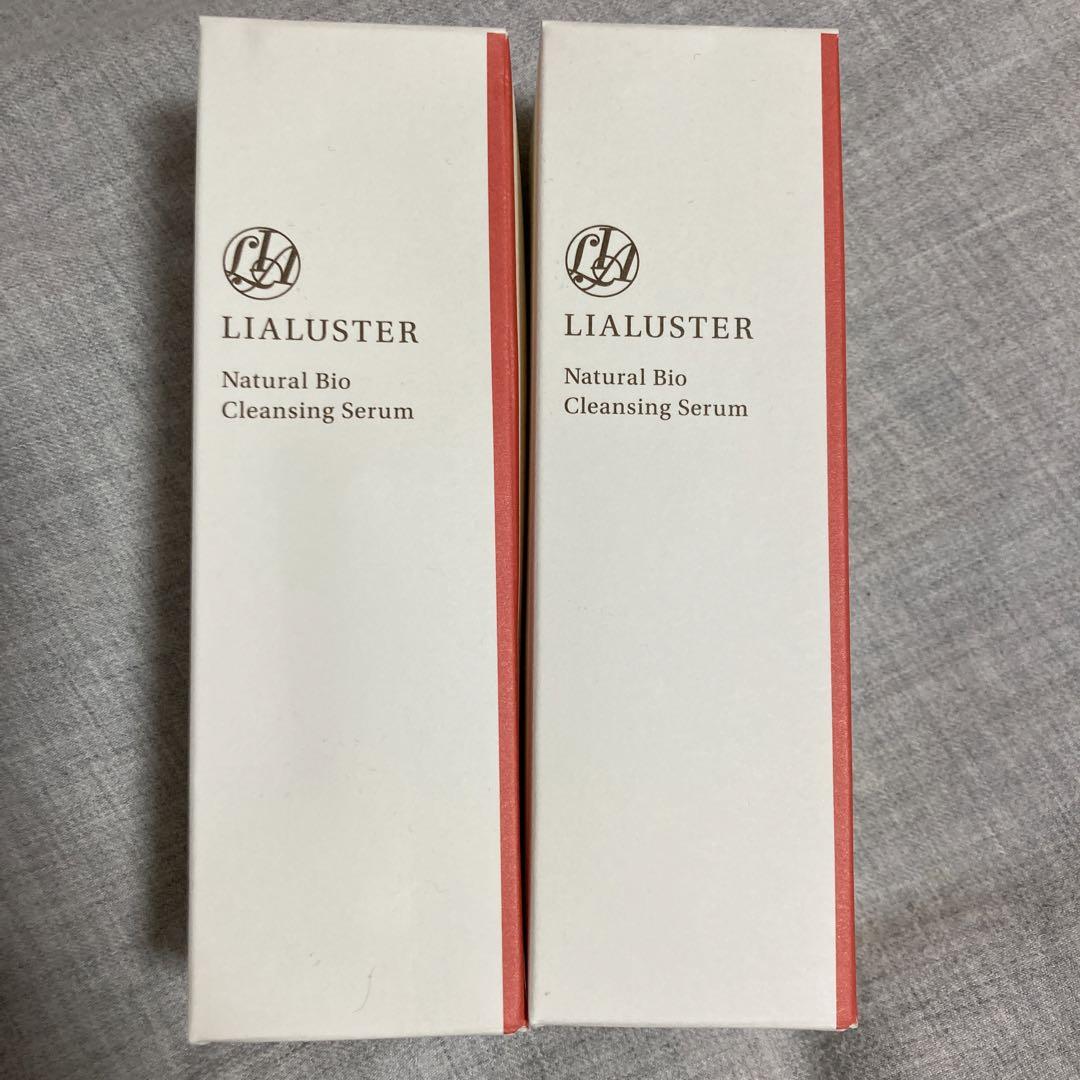 LIA
LIALUSTER
Natural Bio
Cleansing Serum
LIA
LIALUSTER
Natural Bio
Cleansing Serum